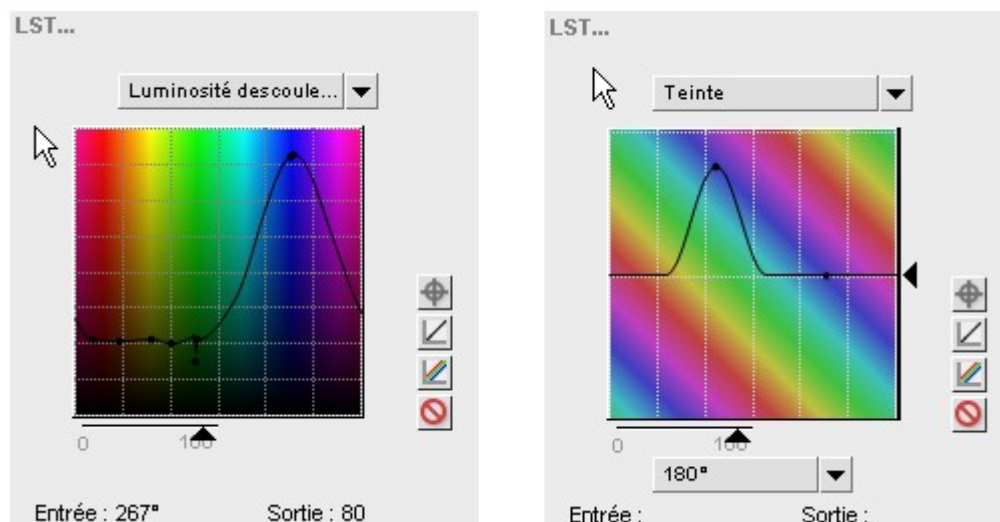 LST...
Luminosité descoule...
0 100
Entrée : 267° Sortie : 80
LST...
Teinte
0 100
180°
Entrée : Sortie :